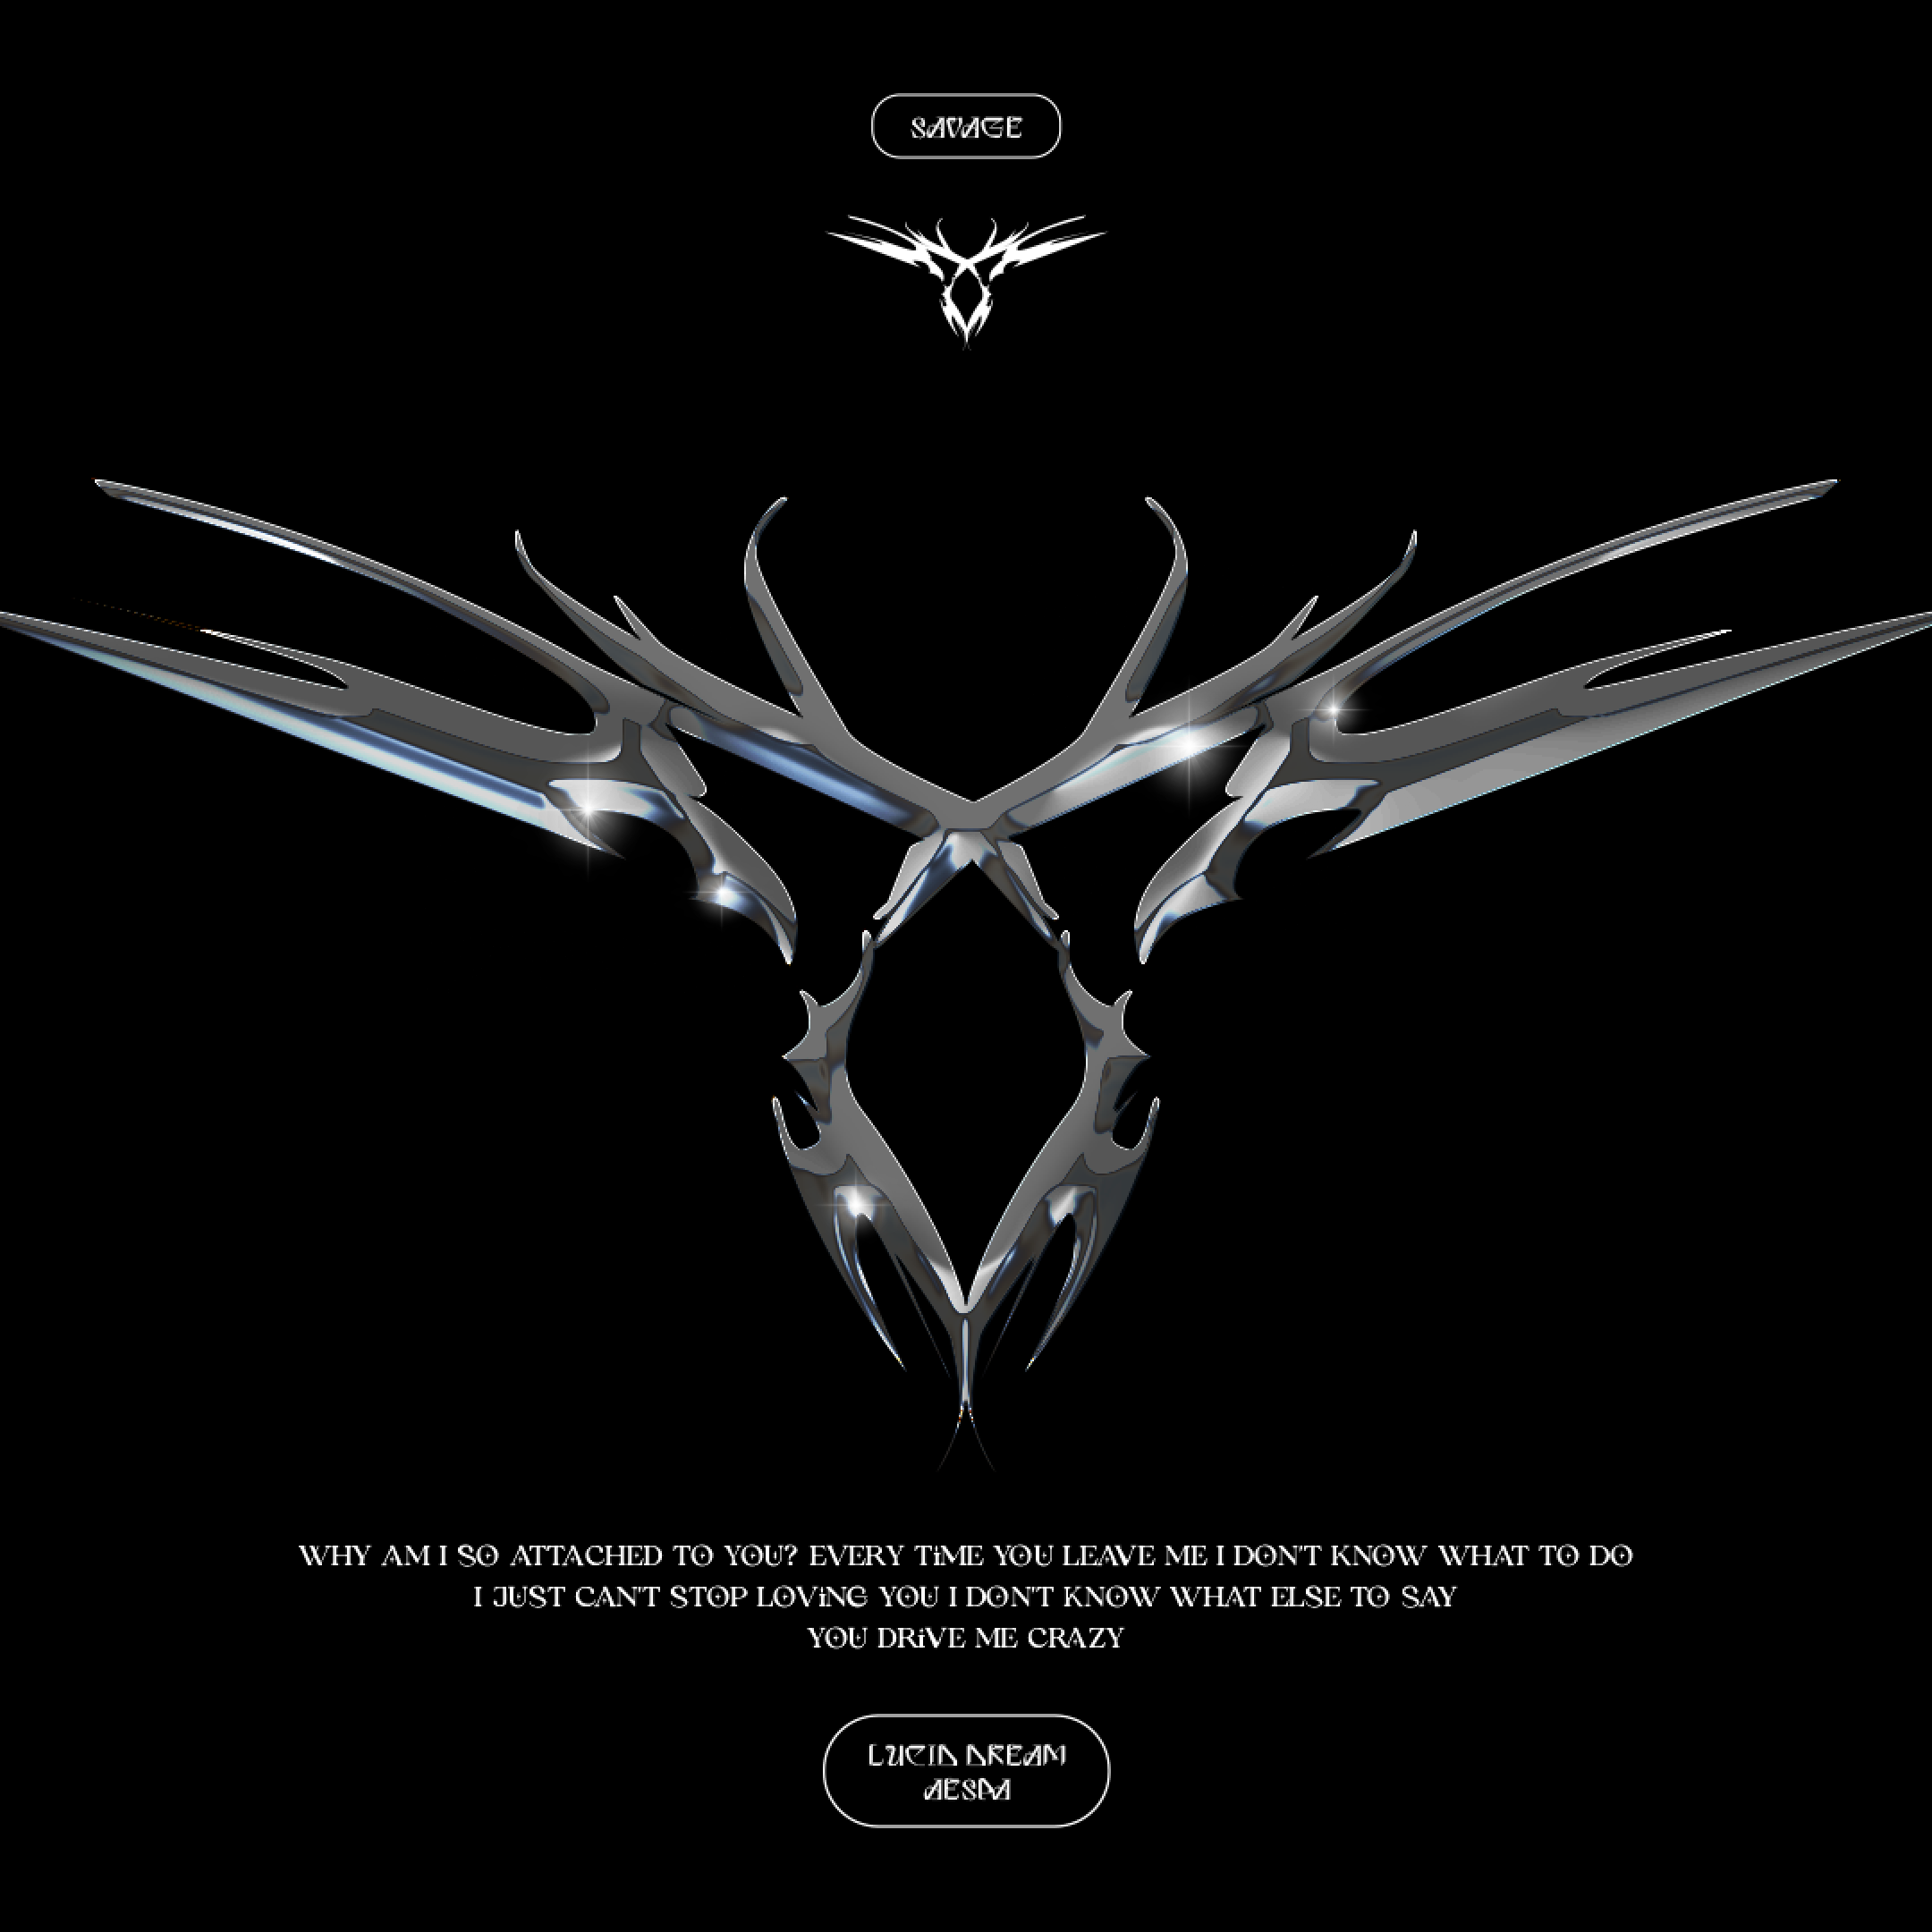 SAVAGE
WHY AM I SO ATTACHED TO YOU? EVERY TiME YOU LEAVE ME I DON'T KNOW WHAT TO DO
I JUST CAN'T STOP LOViNG YOU I DON'T KNOW WHAT ELSE TO SAY
YOU DRiVE ME CRAZY
LUCID DREAM
AESPA